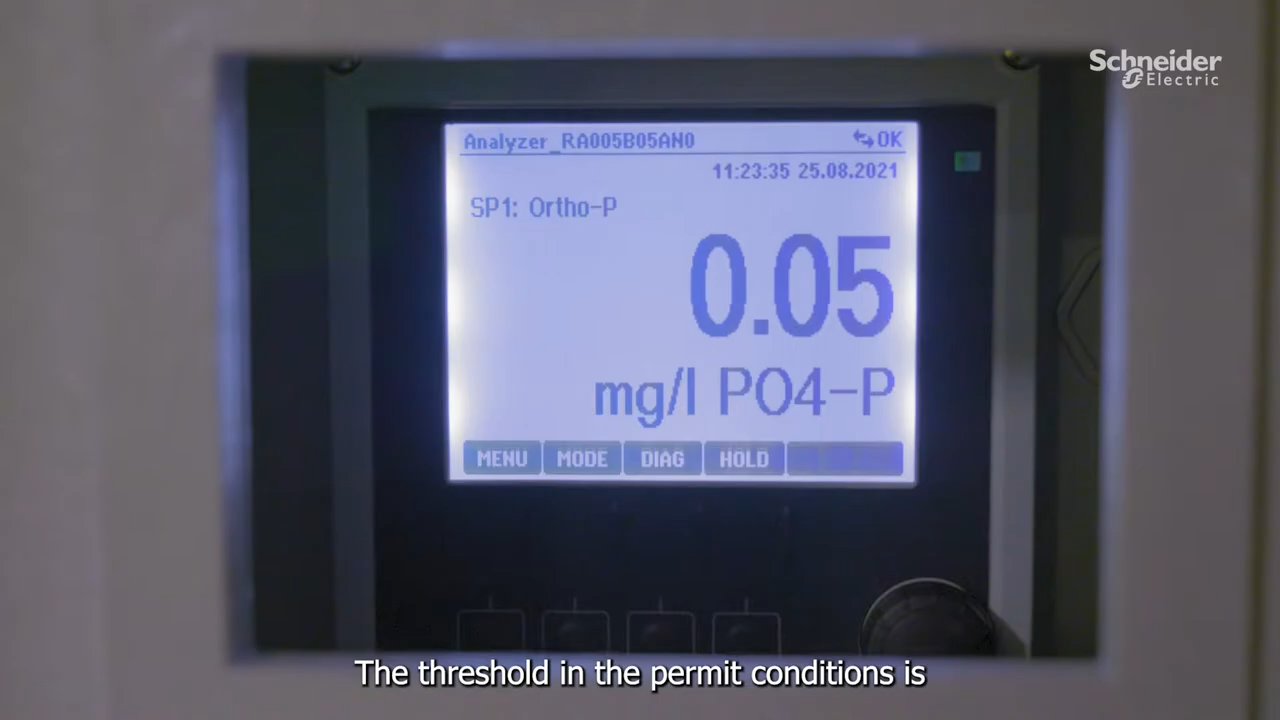 Schneider
Electric
Analyzer_RA005B05AN0
OK
11:23:35 25.08.2021
SP1: Ortho-P
0.05
mg/l PO4-P
MENU MODE DIAG HOLD
The threshold in the permit conditions is